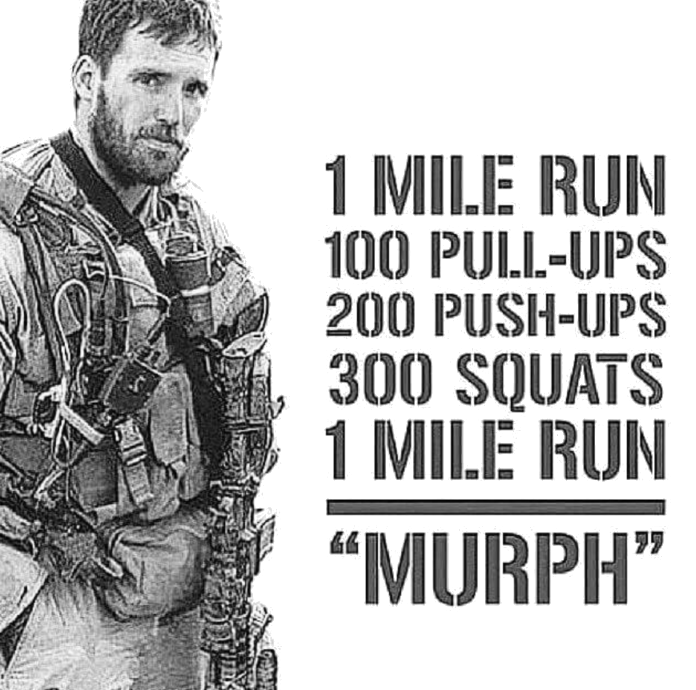 1 MILE RUN
100 PULL-UPS
200 PUSH-UPS
300 SQUATS
1 MILE RUN
“MURPH”